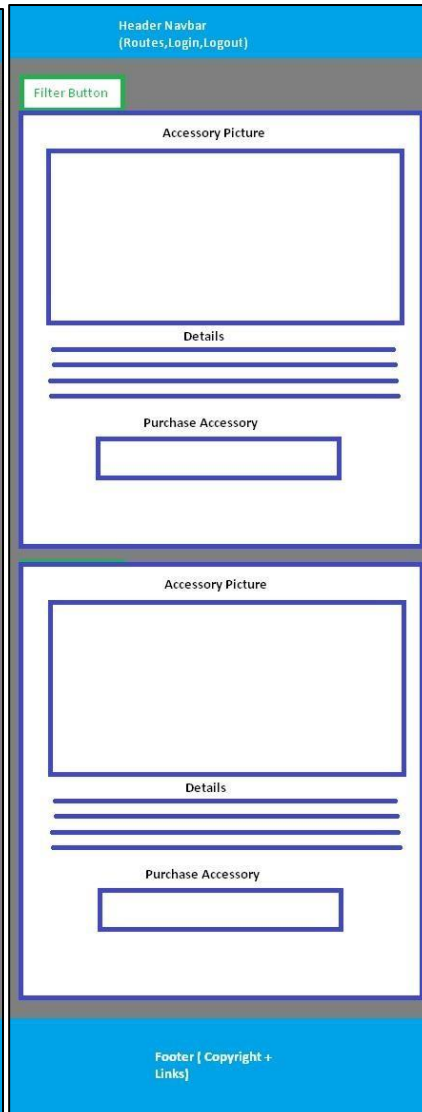 Header Navbar
(Routes,Login,Logout)
Filter Button
Accessory Picture
Details
Purchase Accessory
Accessory Picture
Details
Purchase Accessory
Footer [ Copyright +
Links]